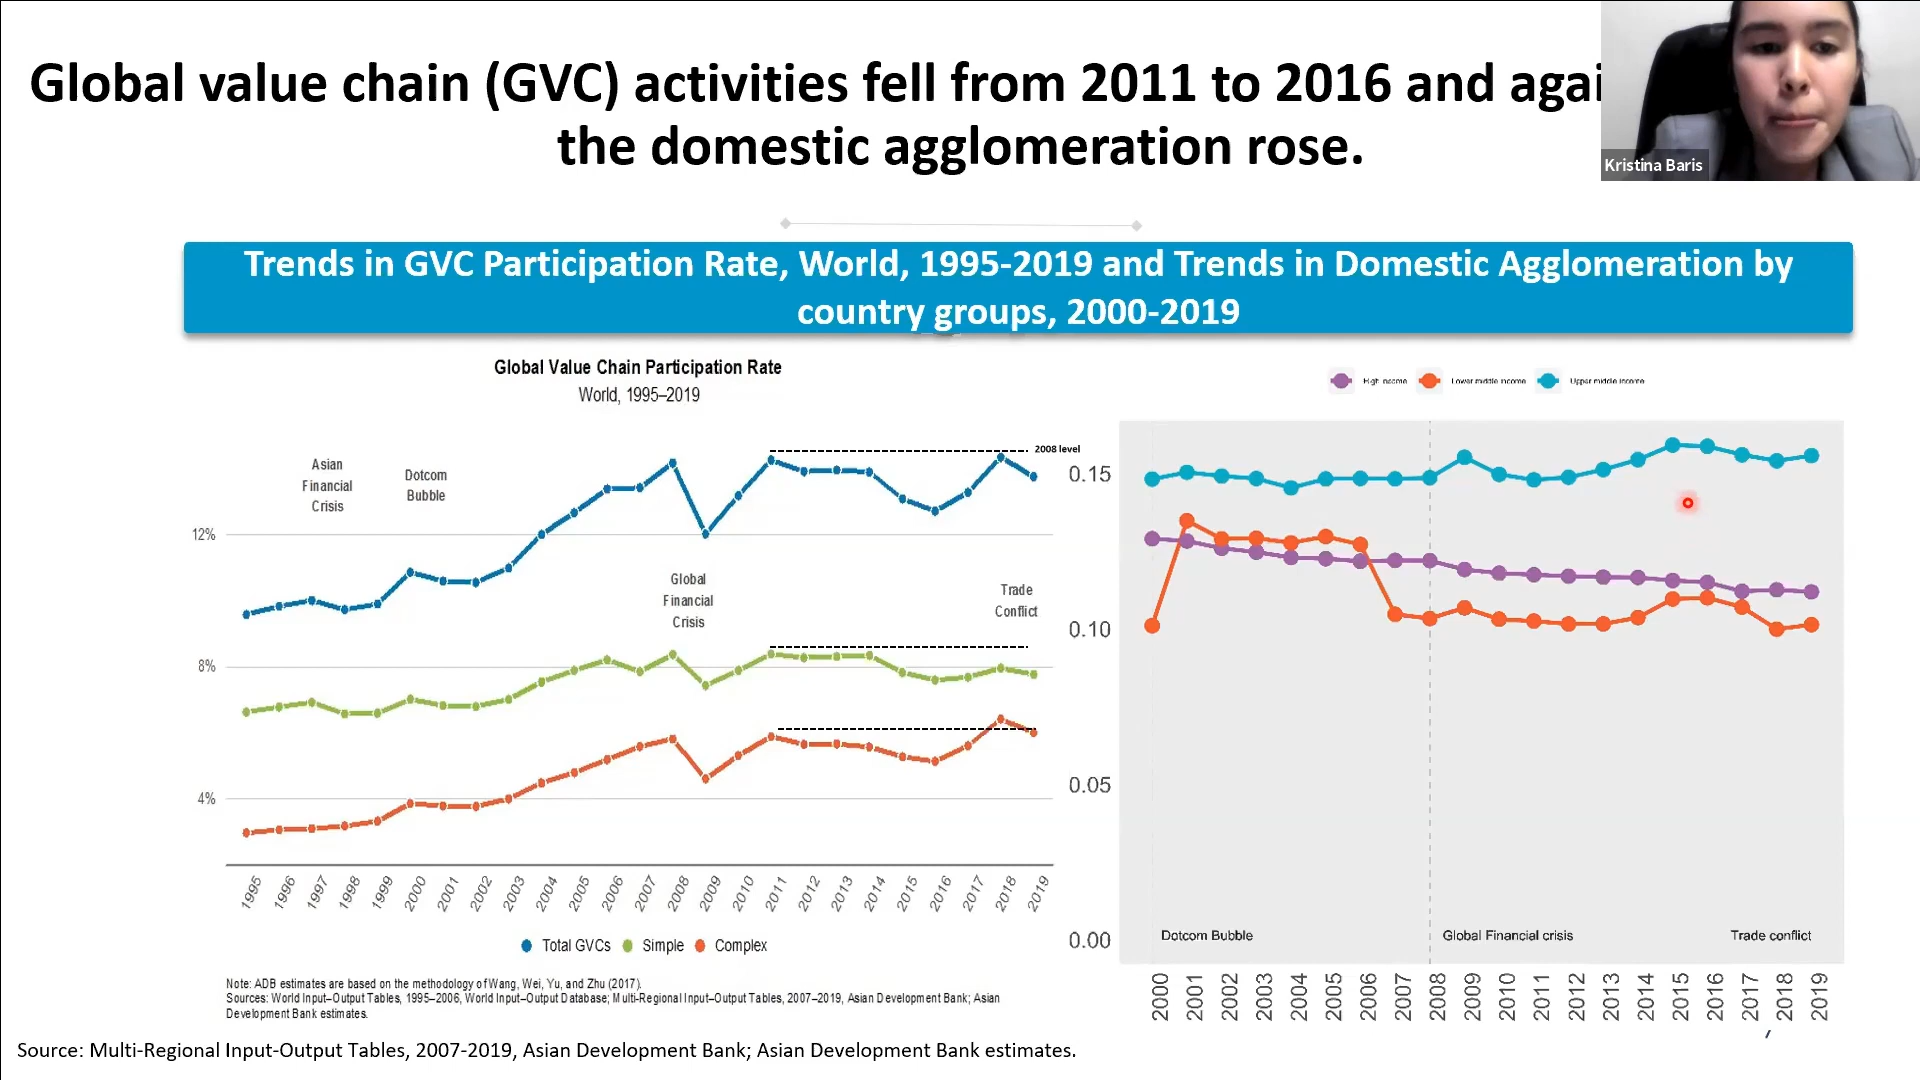 Global value chain (GVC) activities fell from 2011 to 2016 and agai
the domestic agglomeration rose.
Kristina Baris
Trends in GVC Participation Rate, World, 1995-2019 and Trends in Domestic Agglomeration by
country groups, 2000-2019
Global Value Chain Participation Rate
World, 1995–2019
Asian
Financial
Crisis
Dotcom
Bubble
2008 level
12%
Global
Financial
Crisis
Trade
Conflict
8%
4%
1995 1996 1997 1998 1999 2000 2001 2002 2003 2004 2005 2006 2007 2008 2009 2010 2011 2012 2013 2014 2015 2016 2017 2018 2019
Total GVCs Simple Complex
Note: ADB estimates are based on the methodology of Wang, Wei, Yu, and Zhu (2017).
Sources: World Input–Output Tables, 1995–2006, World Input–Output Database; Multi-Regional Input–Output Tables, 2007–2019, Asian Development Bank; Asian
Development Bank estimates.
High income Lower middle income Upper middle income
0.15
0.10
0.05
0.00
Dotcom Bubble Global Financial crisis Trade conflict
2000 2001 2002 2003 2004 2005 2006 2007 2008 2009 2010 2011 2012 2013 2014 2015 2016 2017 2018 2019
7
Source: Multi-Regional Input-Output Tables, 2007-2019, Asian Development Bank; Asian Development Bank estimates.